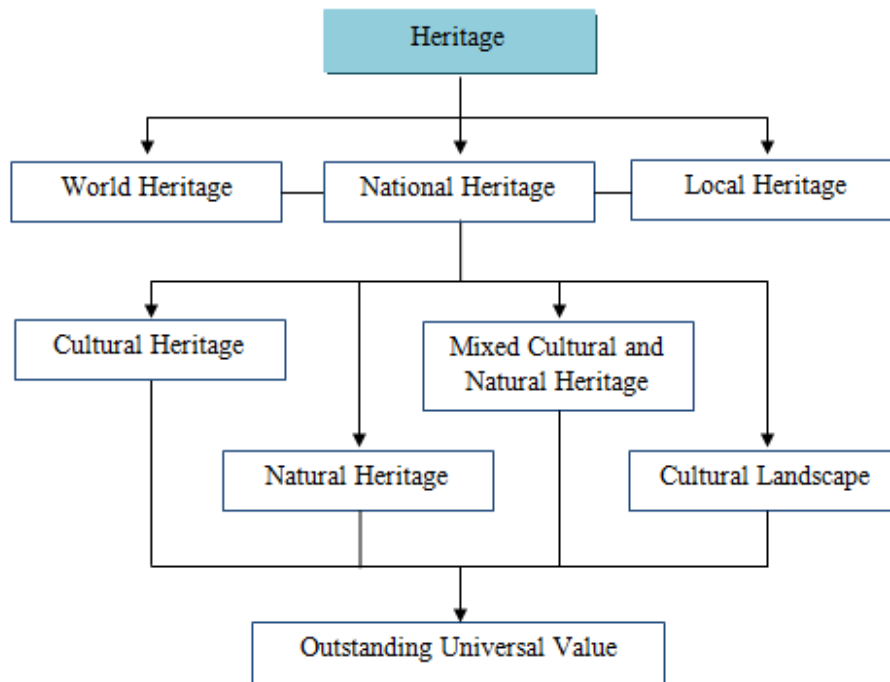 Heritage
World Heritage
National Heritage
Local Heritage
Cultural Heritage
Mixed Cultural and
Natural Heritage
Natural Heritage
Cultural Landscape
Outstanding Universal Value